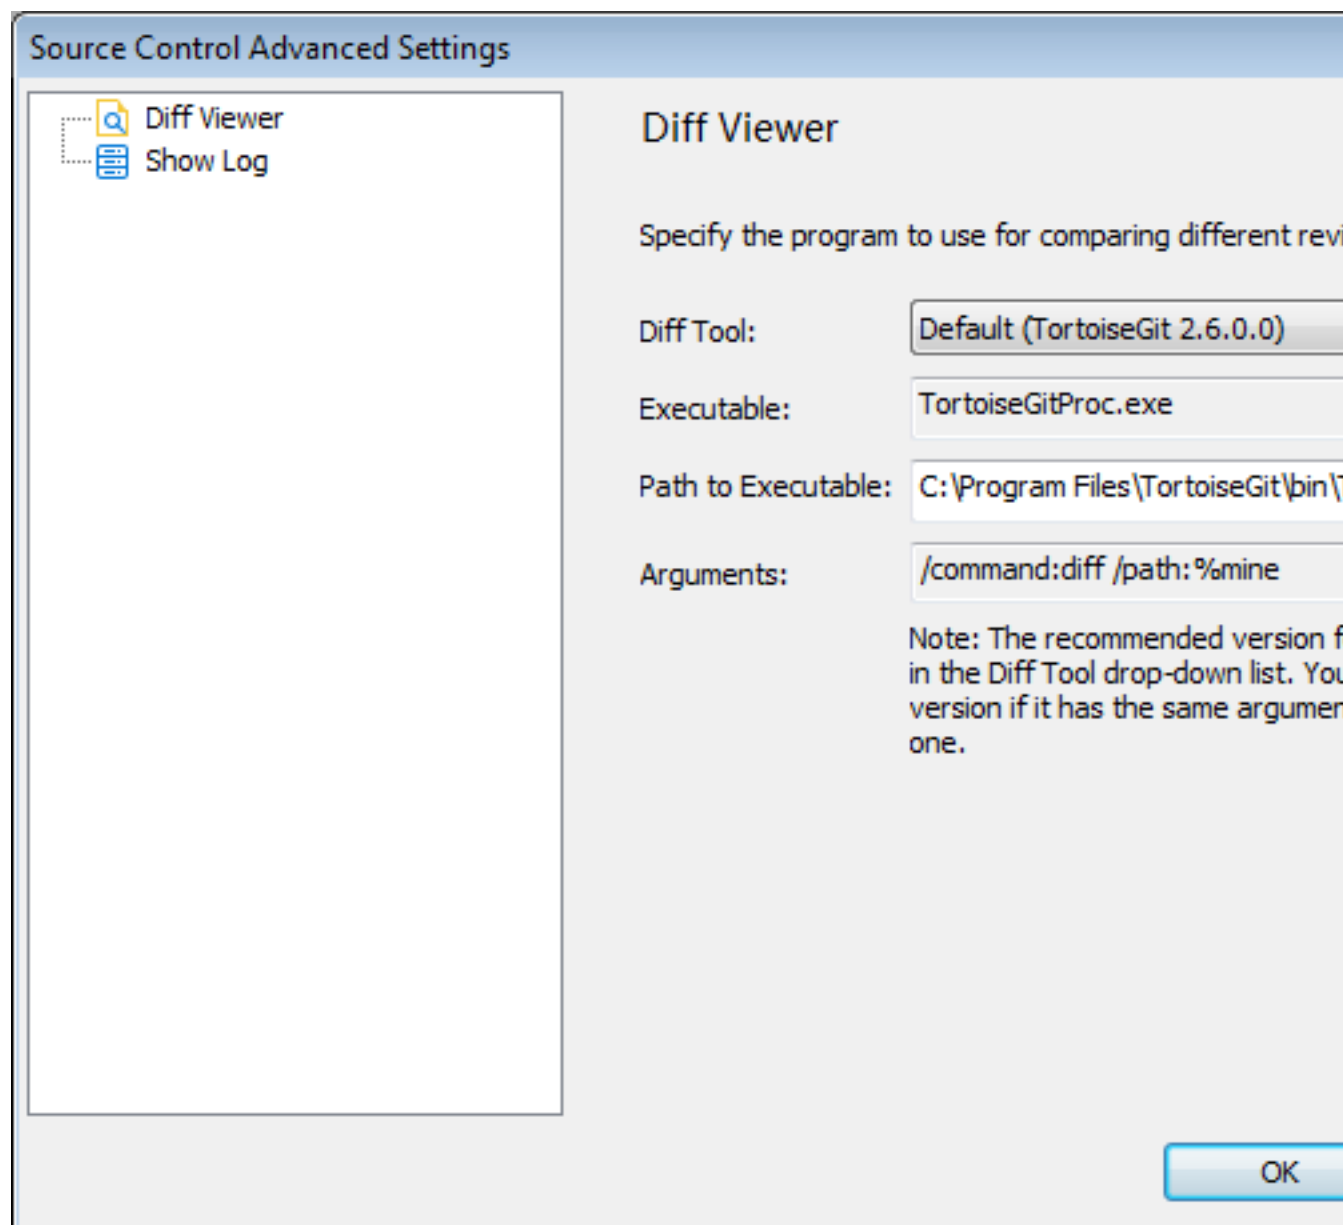 Source Control Advanced Settings
Diff Viewer
Show Log
Diff Viewer
Specify the program to use for comparing different
Diff Tool: Default (TortoiseGit 2.6.0.0)
Executable: TortoiseGitProc.exe
Path to Executable: C:\Program Files\TortoiseGit\bin\
Arguments: /command:diff /path:%mine
Note: The recommended version
in the Diff Tool drop-down list. You
version if it has the same
one.
OK